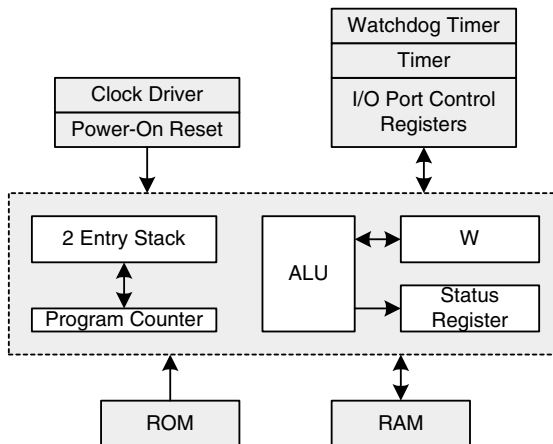 Watchdog Timer
Timer
I/O Port Control
Registers
Clock Driver
Power-On Reset
2 Entry Stack
Program Counter
ALU
W
Status
Register
ROM
RAM